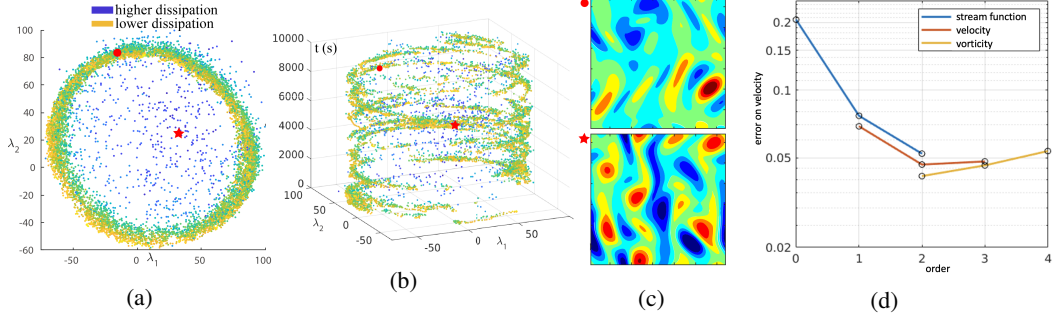 higher dissipation
lower dissipation
100
80
60
40
20
0
-20
-40
-60
λ2
-50
0
50
100
λ1
(a)
10000
t (s)
8000
6000
4000
2000
0
100
50
0
-50
λ2
-50
0
50
λ1
(b)
(c)
stream function
velocity
vorticity
0.2
0.15
0.1
0.05
0.02
error on velocity
0
1
2
3
4
order
(d)